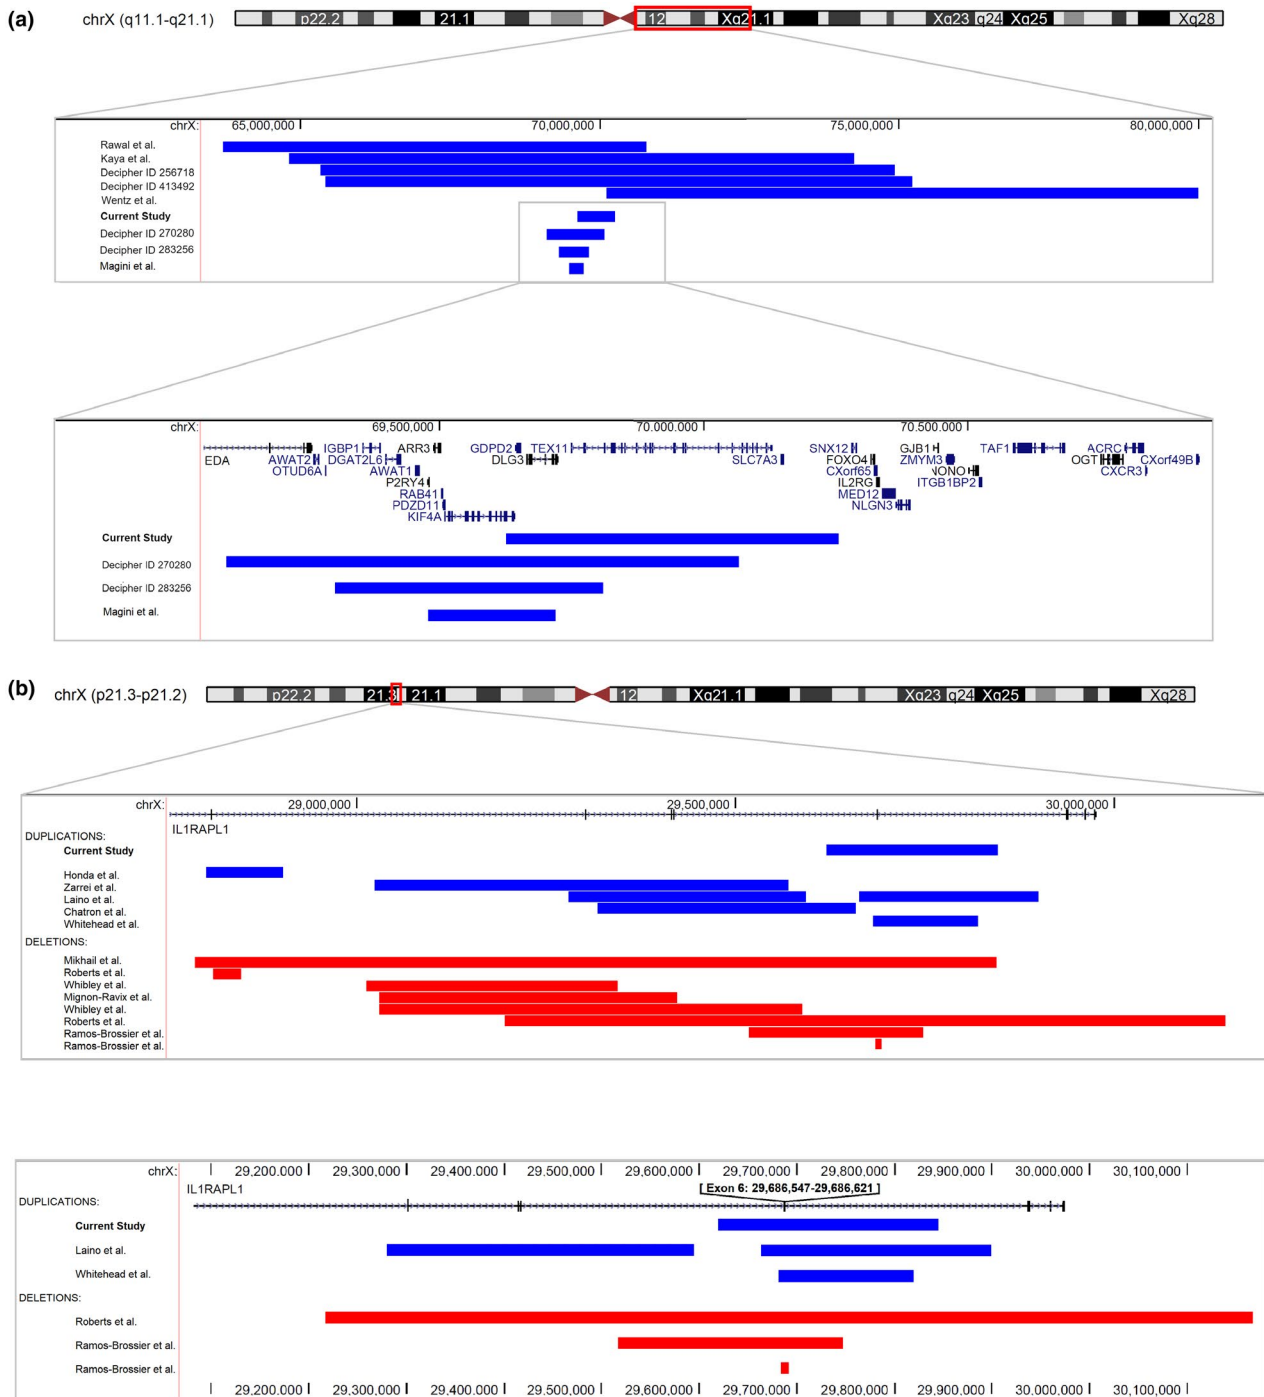 (a) chrX (q11.1-q21.1) p22.2 21.1 12 Xq21.1 Xq23 q24 Xq25 Xq28
chrX: 65,000,000 70,000,000 75,000,000 80,000,000
Rawal et al.
Kaya et al.
Decipher ID 256718
Decipher ID 413492
Wentz et al.
Current Study
Decipher ID 270280
Decipher ID 283256
Magini et al.
chrX: 69,500,000 70,000,000 70,500,000
EDA IGBP1 ARR3 GDPD2 TEX11 SNX12 GJB1 TAF1 ACRC
AWAT2 DGAT2L6 DLG3 SLC7A3 FOXO4 ZMYM3 OGT CXorf49B
OTUD6A AWAT1 CXorf65 NONO CXCR3
P2RY4 IL2RG ITGB1BP2
RAB41 MED12
PDZD11 NLGN3
KIF4A
Current Study
Decipher ID 270280
Decipher ID 283256
Magini et al.
(b) chrX (p21.3-p21.2) p22.2 21.3 21.1 12 Xq21.1 Xq23 q24 Xq25 Xq28
chrX: 29,000,000 29,500,000 30,000,000
IL1RAPL1
DUPLICATIONS:
Current Study
Honda et al.
Zarrei et al.
Laino et al.
Chatron et al.
Whitehead et al.
DELETIONS:
Mikhail et al.
Roberts et al.
Whibley et al.
Mignon-Ravix et al.
Whibley et al.
Roberts et al.
Ramos-Brossier et al.
Ramos-Brossier et al.
chrX: 29,200,000 29,300,000 29,400,000 29,500,000 29,600,000 29,700,000 29,800,000 29,900,000 30,000,000 30,100,000
IL1RAPL1 [ Exon 6: 29,686,547-29,686,621 ]
DUPLICATIONS:
Current Study
Laino et al.
Whitehead et al.
DELETIONS:
Roberts et al.
Ramos-Brossier et al.
Ramos-Brossier et al.
29,200,000 29,300,000 29,400,000 29,500,000 29,600,000 29,700,000 29,800,000 29,900,000 30,000,000 30,100,000